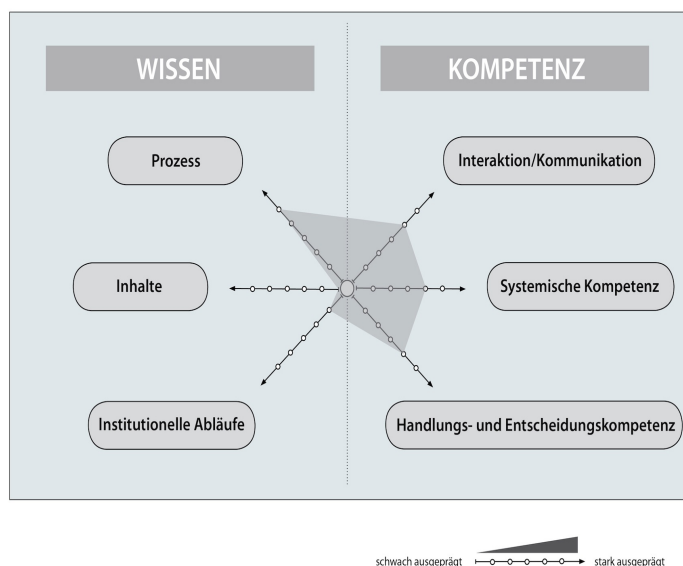 WISSEN
KOMPETENZ
Prozess
Interaktion/Kommunikation
Inhalte
Systemische Kompetenz
Institutionelle Abläufe
Handlungs- und Entscheidungskompetenz
schwach ausgeprägt
stark ausgeprägt